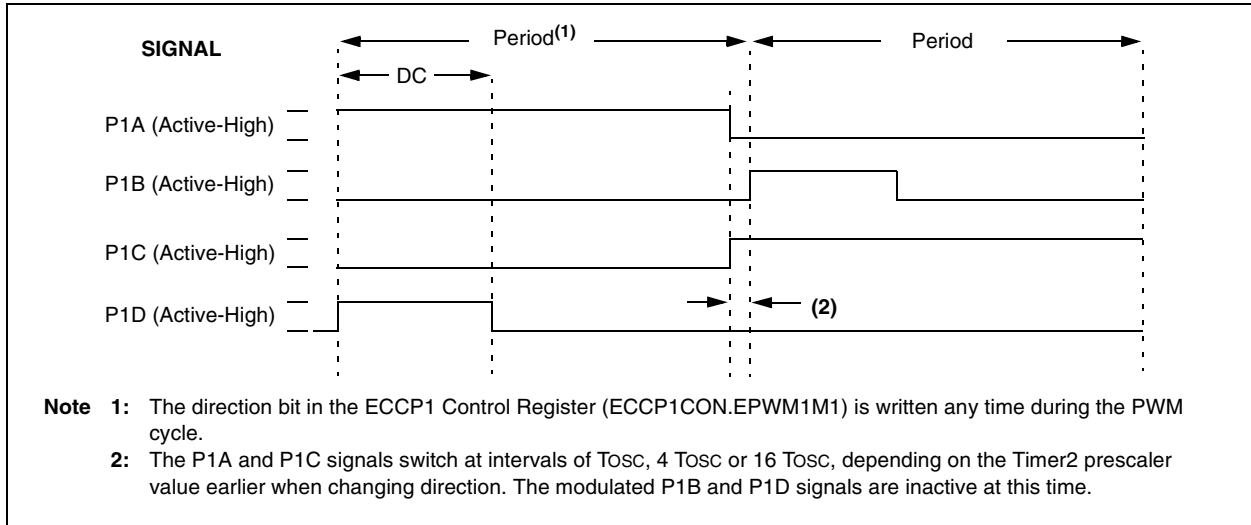 SIGNAL
Period(1)
Period
DC
P1A (Active-High)
P1B (Active-High)
P1C (Active-High)
P1D (Active-High)
(2)
Note 1: The direction bit in the ECCP1 Control Register (ECCP1CON.EPWM1M1) is written any time during the PWM
cycle.
2: The P1A and P1C signals switch at intervals of TOSC, 4 TOSC or 16 TOSC, depending on the Timer2 prescaler
value earlier when changing direction. The modulated P1B and P1D signals are inactive at this time.